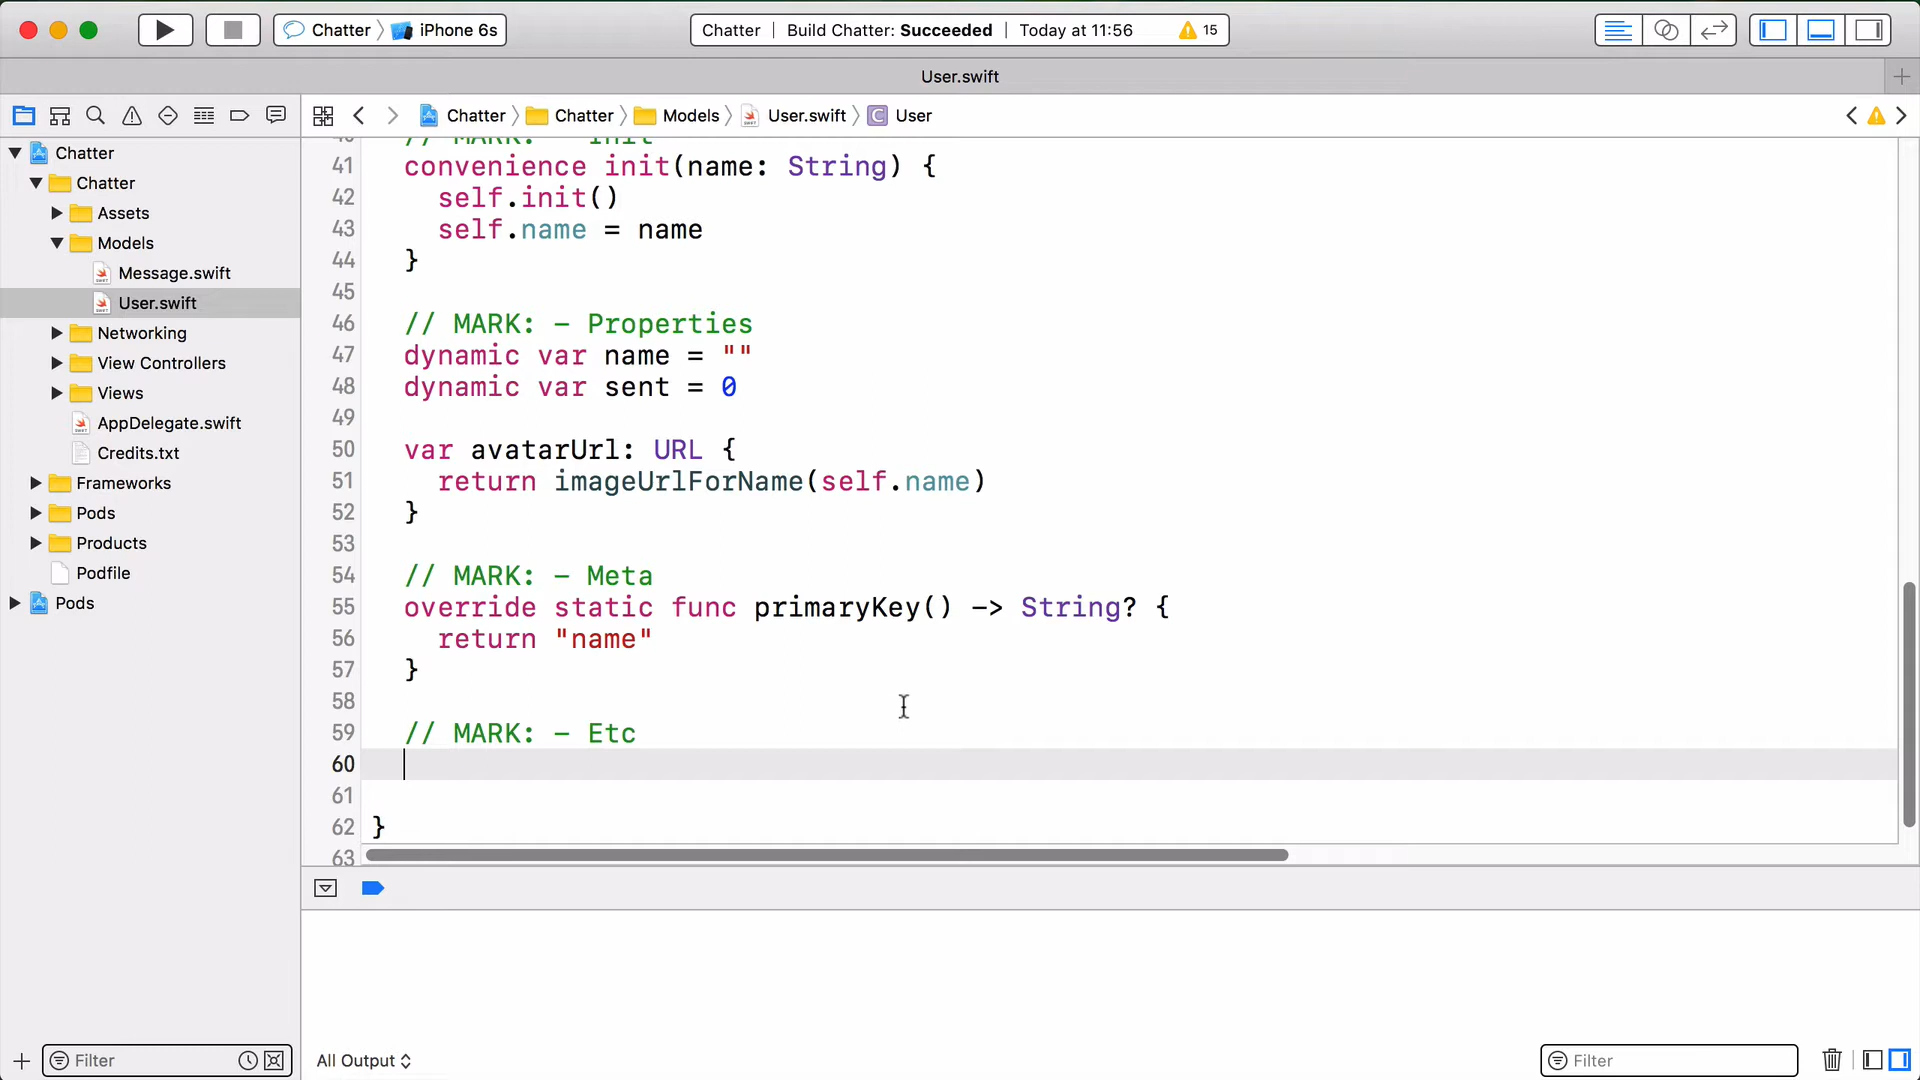 Chatter iPhone 6s
Chatter | Build Chatter: Succeeded | Today at 11:56 15
User.swift
Chatter Chatter Models User.swift C User
Chatter
Chatter
Assets
Models
Message.swift
User.swift
Networking
View Controllers
Views
AppDelegate.swift
Credits.txt
Frameworks
Pods
Products
Podfile
Pods
40 // MARK: - Init
41 convenience init(name: String) {
42 self.init()
43 self.name = name
44 }
45
46 // MARK: - Properties
47 dynamic var name = ""
48 dynamic var sent = 0
49
50 var avatarUrl: URL {
51 return imageUrlForName(self.name)
52 }
53
54 // MARK: - Meta
55 override static func primaryKey() -> String? {
56 return "name"
57 }
58
59 // MARK: - Etc
60
61
62 }
63
Filter
All Output
Filter